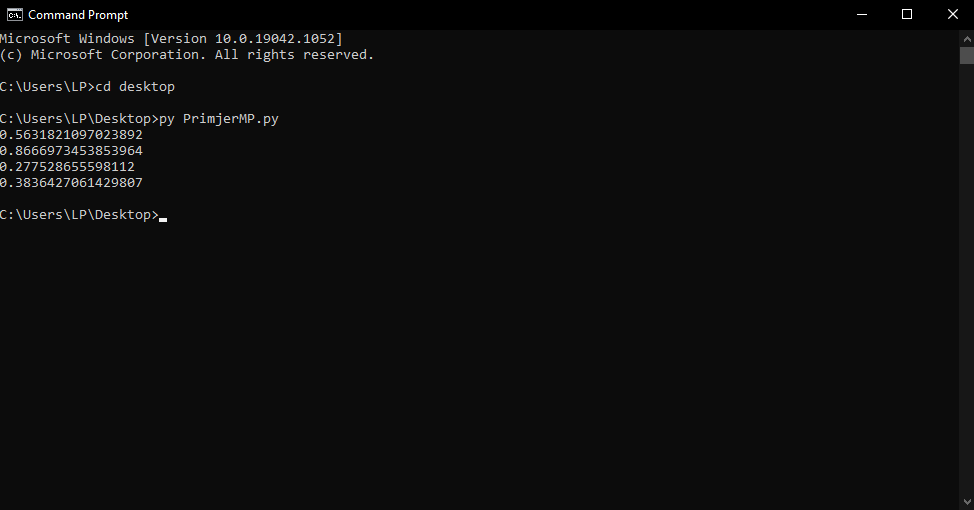 Command Prompt
Microsoft Windows [Version 10.0.19042.1052]
(c) Microsoft Corporation. All rights reserved.
C:\Users\LP>cd desktop
C:\Users\LP\Desktop>py PrimjerMP.py
0.5631821097023892
0.8666973453853964
0.277528655598112
0.3836427061429807
C:\Users\LP\Desktop>